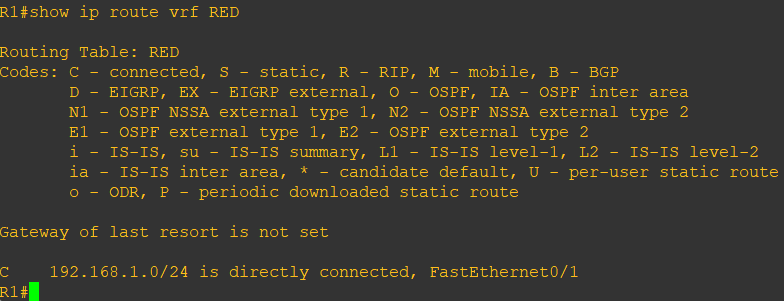 R1#show ip route vrf RED
Routing Table: RED
Codes: C - connected, S - static, R - RIP, M - mobile, B - BGP
D - EIGRP, EX - EIGRP external, O - OSPF, IA - OSPF inter area
N1 - OSPF NSSA external type 1, N2 - OSPF NSSA external type 2
E1 - OSPF external type 1, E2 - OSPF external type 2
i - IS-IS, su - IS-IS summary, L1 - IS-IS level-1, L2 - IS-IS level-2
ia - IS-IS inter area, * - candidate default, U - per-user static route
o - ODR, P - periodic downloaded static route
Gateway of last resort is not set
C 192.168.1.0/24 is directly connected, FastEthernet0/1
R1#